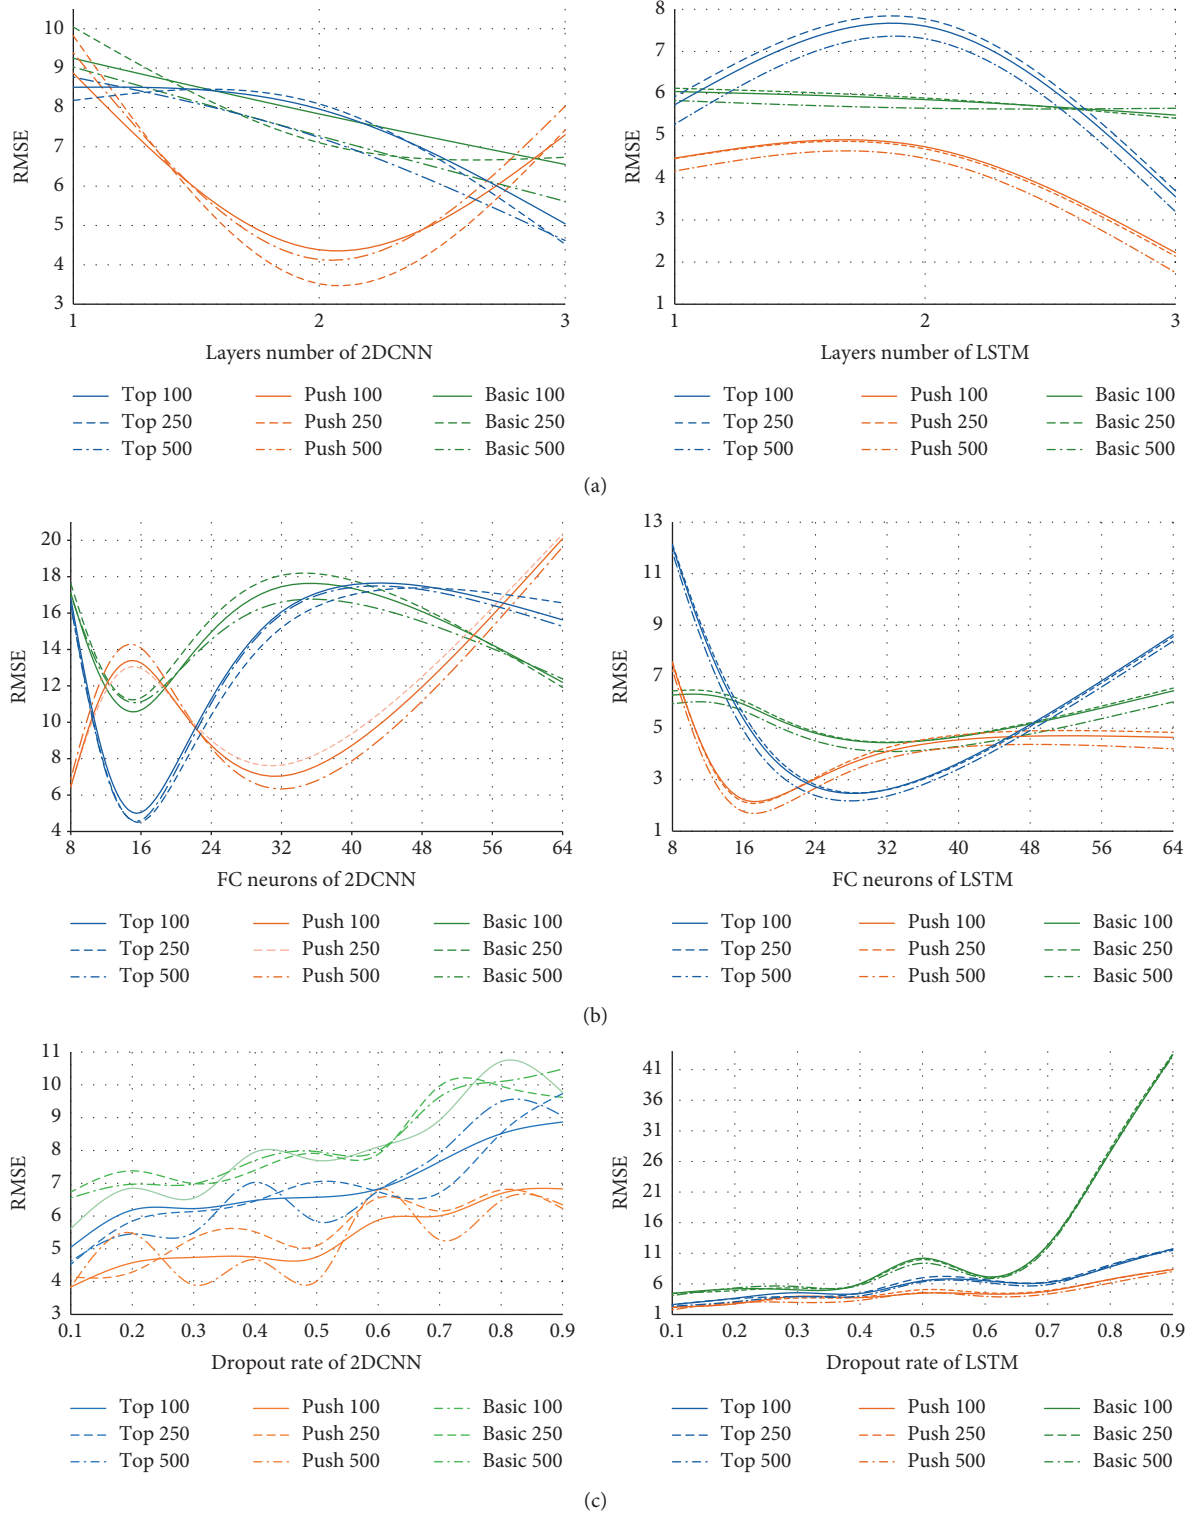 10
9
8
7
6
5
4
3
RMSE
1
2
3
Layers number of 2DCNN
Top 100
Push 100
Basic 100
Top 250
Push 250
Basic 250
Top 500
Push 500
Basic 500
8
7
6
5
4
3
2
1
RMSE
1
2
3
Layers number of LSTM
Top 100
Push 100
Basic 100
Top 250
Push 250
Basic 250
Top 500
Push 500
Basic 500
(a)
20
18
16
14
12
10
8
6
4
RMSE
8 16 24 32 40 48 56 64
FC neurons of 2DCNN
Top 100
Push 100
Basic 100
Top 250
Push 250
Basic 250
Top 500
Push 500
Basic 500
13
11
9
7
5
3
1
RMSE
8 16 24 32 40 48 56 64
FC neurons of LSTM
Top 100
Push 100
Basic 100
Top 250
Push 250
Basic 250
Top 500
Push 500
Basic 500
(b)
11
10
9
8
7
6
5
4
3
RMSE
0.1 0.2 0.3 0.4 0.5 0.6 0.7 0.8 0.9
Dropout rate of 2DCNN
Top 100
Push 100
Basic 100
Top 250
Push 250
Basic 250
Top 500
Push 500
Basic 500
41
36
31
26
21
16
11
6
1
RMSE
0.1 0.2 0.3 0.4 0.5 0.6 0.7 0.8 0.9
Dropout rate of LSTM
Top 100
Push 100
Basic 100
Top 250
Push 250
Basic 250
Top 500
Push 500
Basic 500
(c)